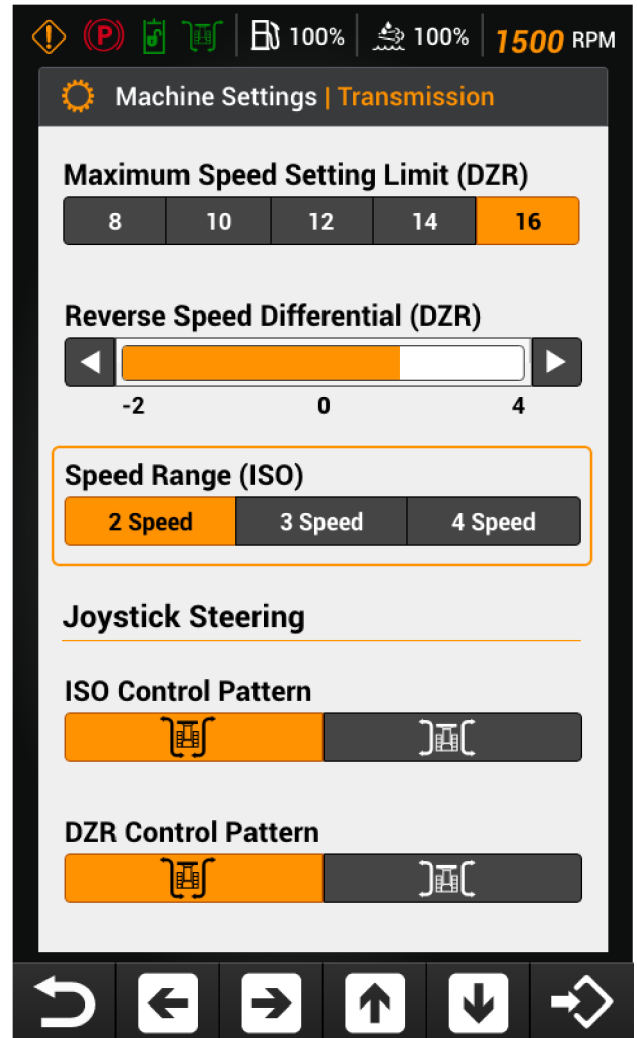 (P) 100% 100% 1500 RPM
Machine Settings | Transmission
Maximum Speed Setting Limit (DZR)
8 10 12 14 16
Reverse Speed Differential (DZR)
-2 0 4
Speed Range (ISO)
2 Speed 3 Speed 4 Speed
Joystick Steering
ISO Control Pattern
DZR Control Pattern